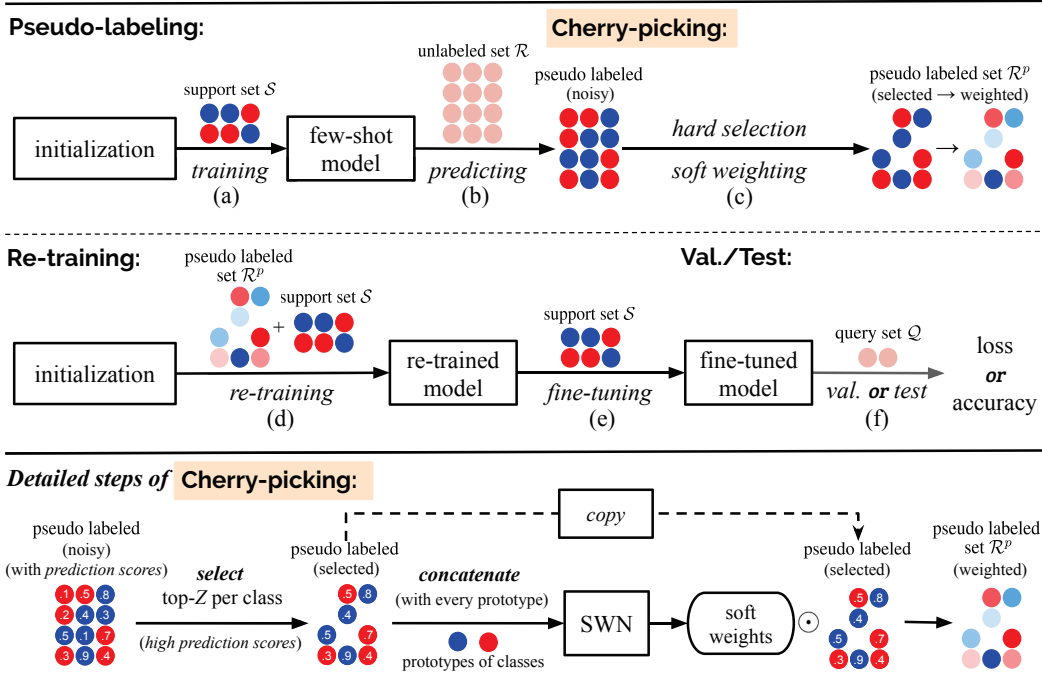 Pseudo-labeling:
Cherry-picking:
unlabeled set R
support set S
pseudo labeled
(noisy)
pseudo labeled set Rᵖ
(selected → weighted)
initialization
few-shot
model
hard selection
→
training
predicting
soft weighting
(a)
(b)
(c)
Re-training:
Val./Test:
pseudo labeled
set Rᵖ
support set S
+
support set S
query set Q
initialization
re-trained
model
fine-tuned
model
loss
or
accuracy
re-training
fine-tuning
val. or test
(d)
(e)
(f)
Detailed steps of Cherry-picking:
copy
pseudo labeled
(noisy)
(with prediction scores)
.1 .5 .8
.2 .4 .3
.5 .1 .7
.3 .9 .4
select
top-Z per class
(high prediction scores)
pseudo labeled
(selected)
.5 .8
.4
.5 .7
.3 .9 .4
concatenate
(with every prototype)
prototypes of classes
SWN
soft
weights
⊙
pseudo labeled
(selected)
.5 .8
.4
.5 .7
.3 .9 .4
pseudo labeled
set Rᵖ
(weighted)